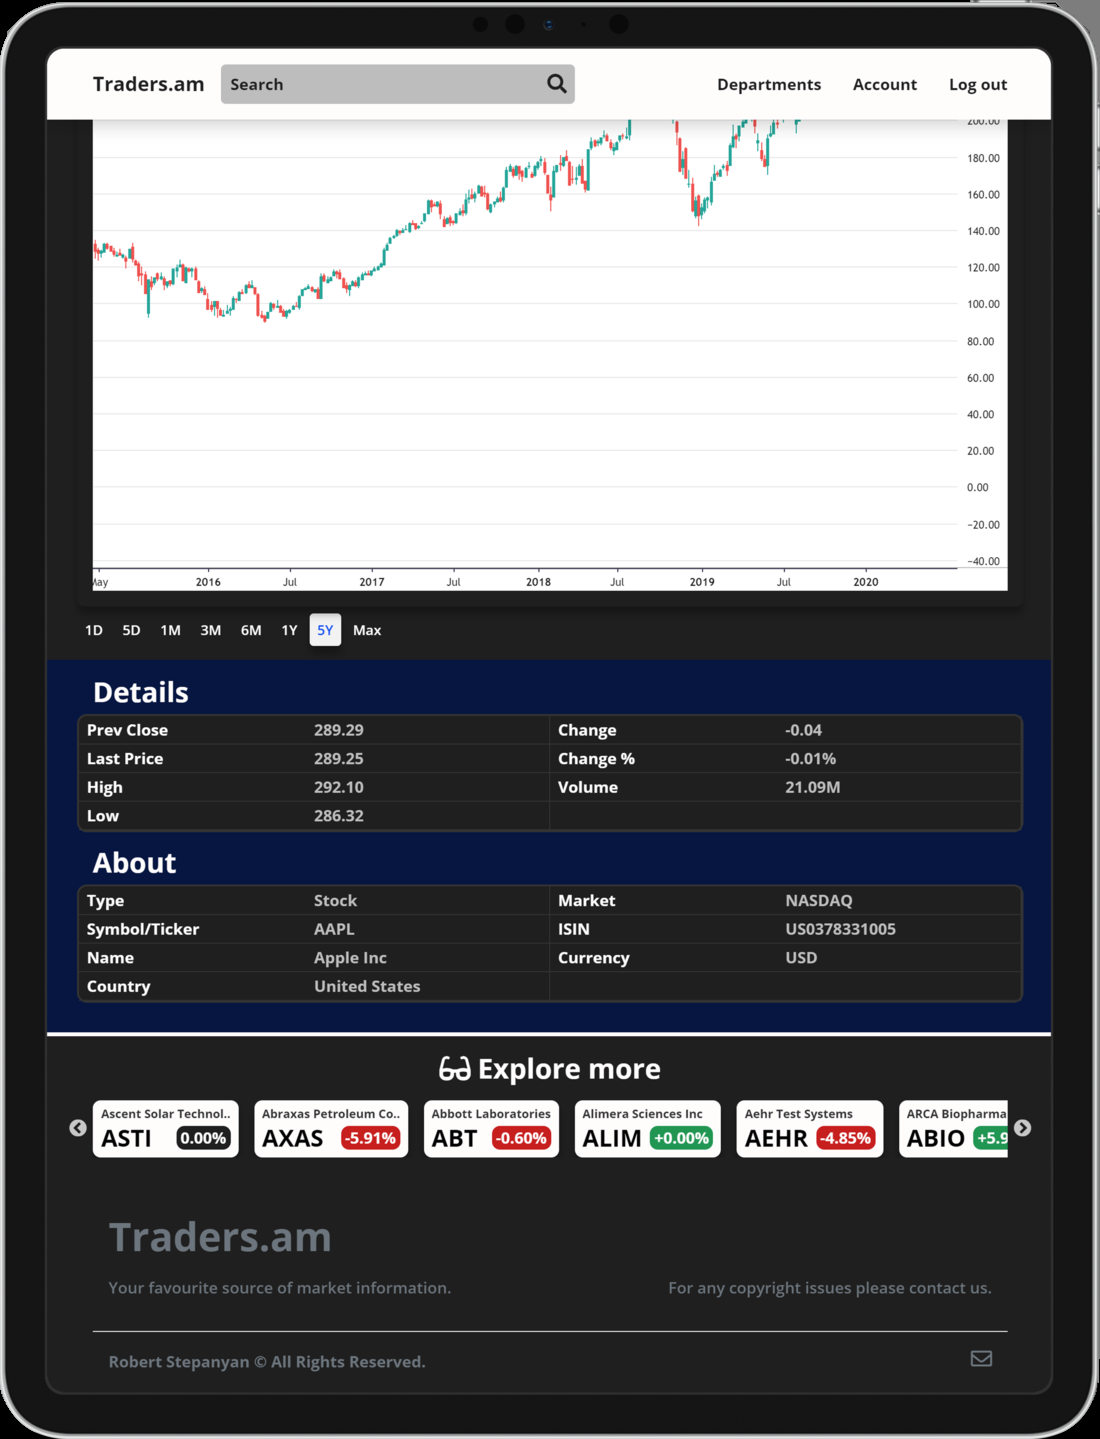 Traders.am Search Departments Account Log out
200.00
180.00
160.00
140.00
120.00
100.00
80.00
60.00
40.00
20.00
0.00
−20.00
−40.00
May 2016 Jul 2017 Jul 2018 Jul 2019 Jul 2020
1D 5D 1M 3M 6M 1Y 5Y Max
Details
Prev Close 289.29 Change -0.04
Last Price 289.25 Change % -0.01%
High 292.10 Volume 21.09M
Low 286.32
About
Type Stock Market NASDAQ
Symbol/Ticker AAPL ISIN US0378331005
Name Apple Inc Currency USD
Country United States
Explore more
Ascent Solar Technol.. Abraxas Petroleum Co.. Abbott Laboratories Alimera Sciences Inc Aehr Test Systems ARCA Biopharma
ASTI 0.00% AXAS -5.91% ABT -0.60% ALIM +0.00% AEHR -4.85% ABIO +5.9
Traders.am
Your favourite source of market information. For any copyright issues please contact us.
Robert Stepanyan © All Rights Reserved.